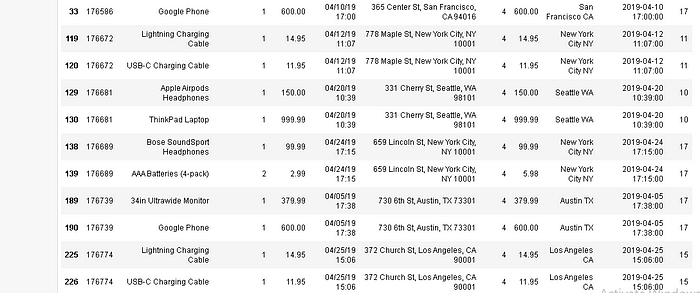 33 176586 Google Phone 1 600.00 04/10/19 17:00 365 Center St, San Francisco, CA 94016 4 600.00 San Francisco CA 2019-04-10 17:00:00 17
119 176672 Lightning Charging Cable 1 14.95 04/12/19 11:07 778 Maple St, New York City, NY 10001 4 14.95 New York City NY 2019-04-12 11:07:00 11
120 176672 USB-C Charging Cable 1 11.95 04/12/19 11:07 778 Maple St, New York City, NY 10001 4 11.95 New York City NY 2019-04-12 11:07:00 11
129 176681 Apple Airpods Headphones 1 150.00 04/20/19 10:39 331 Cherry St, Seattle, WA 98101 4 150.00 Seattle WA 2019-04-20 10:39:00 10
130 176681 ThinkPad Laptop 1 999.99 04/20/19 10:39 331 Cherry St, Seattle, WA 98101 4 999.99 Seattle WA 2019-04-20 10:39:00 10
138 176689 Bose SoundSport Headphones 1 99.99 04/24/19 17:15 659 Lincoln St, New York City, NY 10001 4 99.99 New York City NY 2019-04-24 17:15:00 17
139 176689 AAA Batteries (4-pack) 2 2.99 04/24/19 17:15 659 Lincoln St, New York City, NY 10001 4 5.98 New York City NY 2019-04-24 17:15:00 17
189 176739 34in Ultrawide Monitor 1 379.99 04/05/19 17:38 730 6th St, Austin, TX 73301 4 379.99 Austin TX 2019-04-05 17:38:00 17
190 176739 Google Phone 1 600.00 04/05/19 17:38 730 6th St, Austin, TX 73301 4 600.00 Austin TX 2019-04-05 17:38:00 17
225 176774 Lightning Charging Cable 1 14.95 04/25/19 15:06 372 Church St, Los Angeles, CA 90001 4 14.95 Los Angeles CA 2019-04-25 15:06:00 15
226 176774 USB-C Charging Cable 1 11.95 04/25/19 15:06 372 Church St, Los Angeles, CA 90001 4 11.95 Los Angeles CA 2019-04-25 15:06:00 15